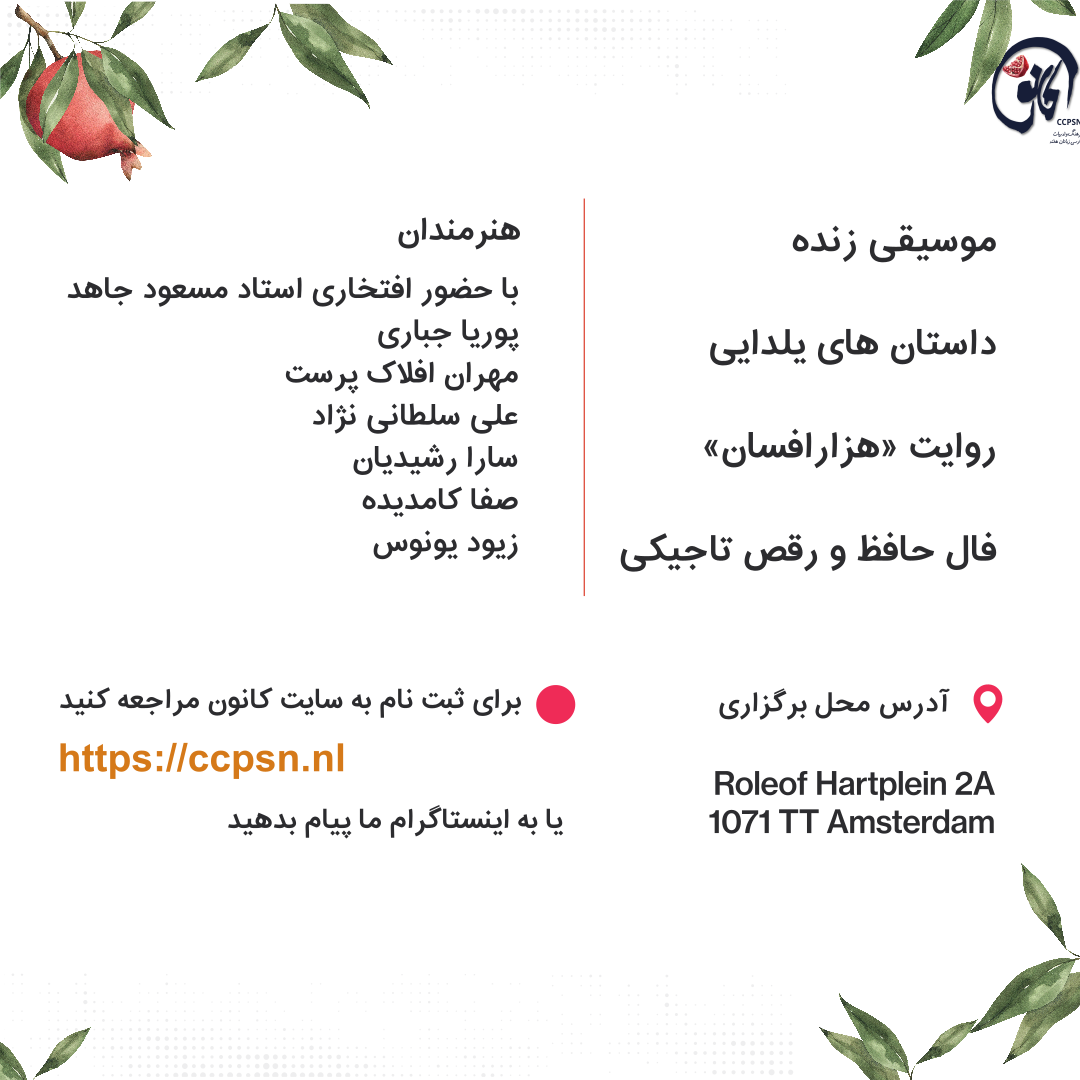 CCPSN
موسیقی زنده
داستان های یلدایی
روایت «هزارافسان»
فال حافظ و رقص تاجیکی
هنرمندان
با حضور افتخاری استاد مسعود جاهد
پوریا جباری
مهران افلاک پرست
علی سلطانی نژاد
سارا رشیدیان
صفا کامدیده
زیود یونوس
آدرس محل برگزاری
Roleof Hartplein 2A
1071 TT Amsterdam
برای ثبت نام به سایت کانون مراجعه کنید
https://ccpsn.nl
یا به اینستاگرام ما پیام بدهید